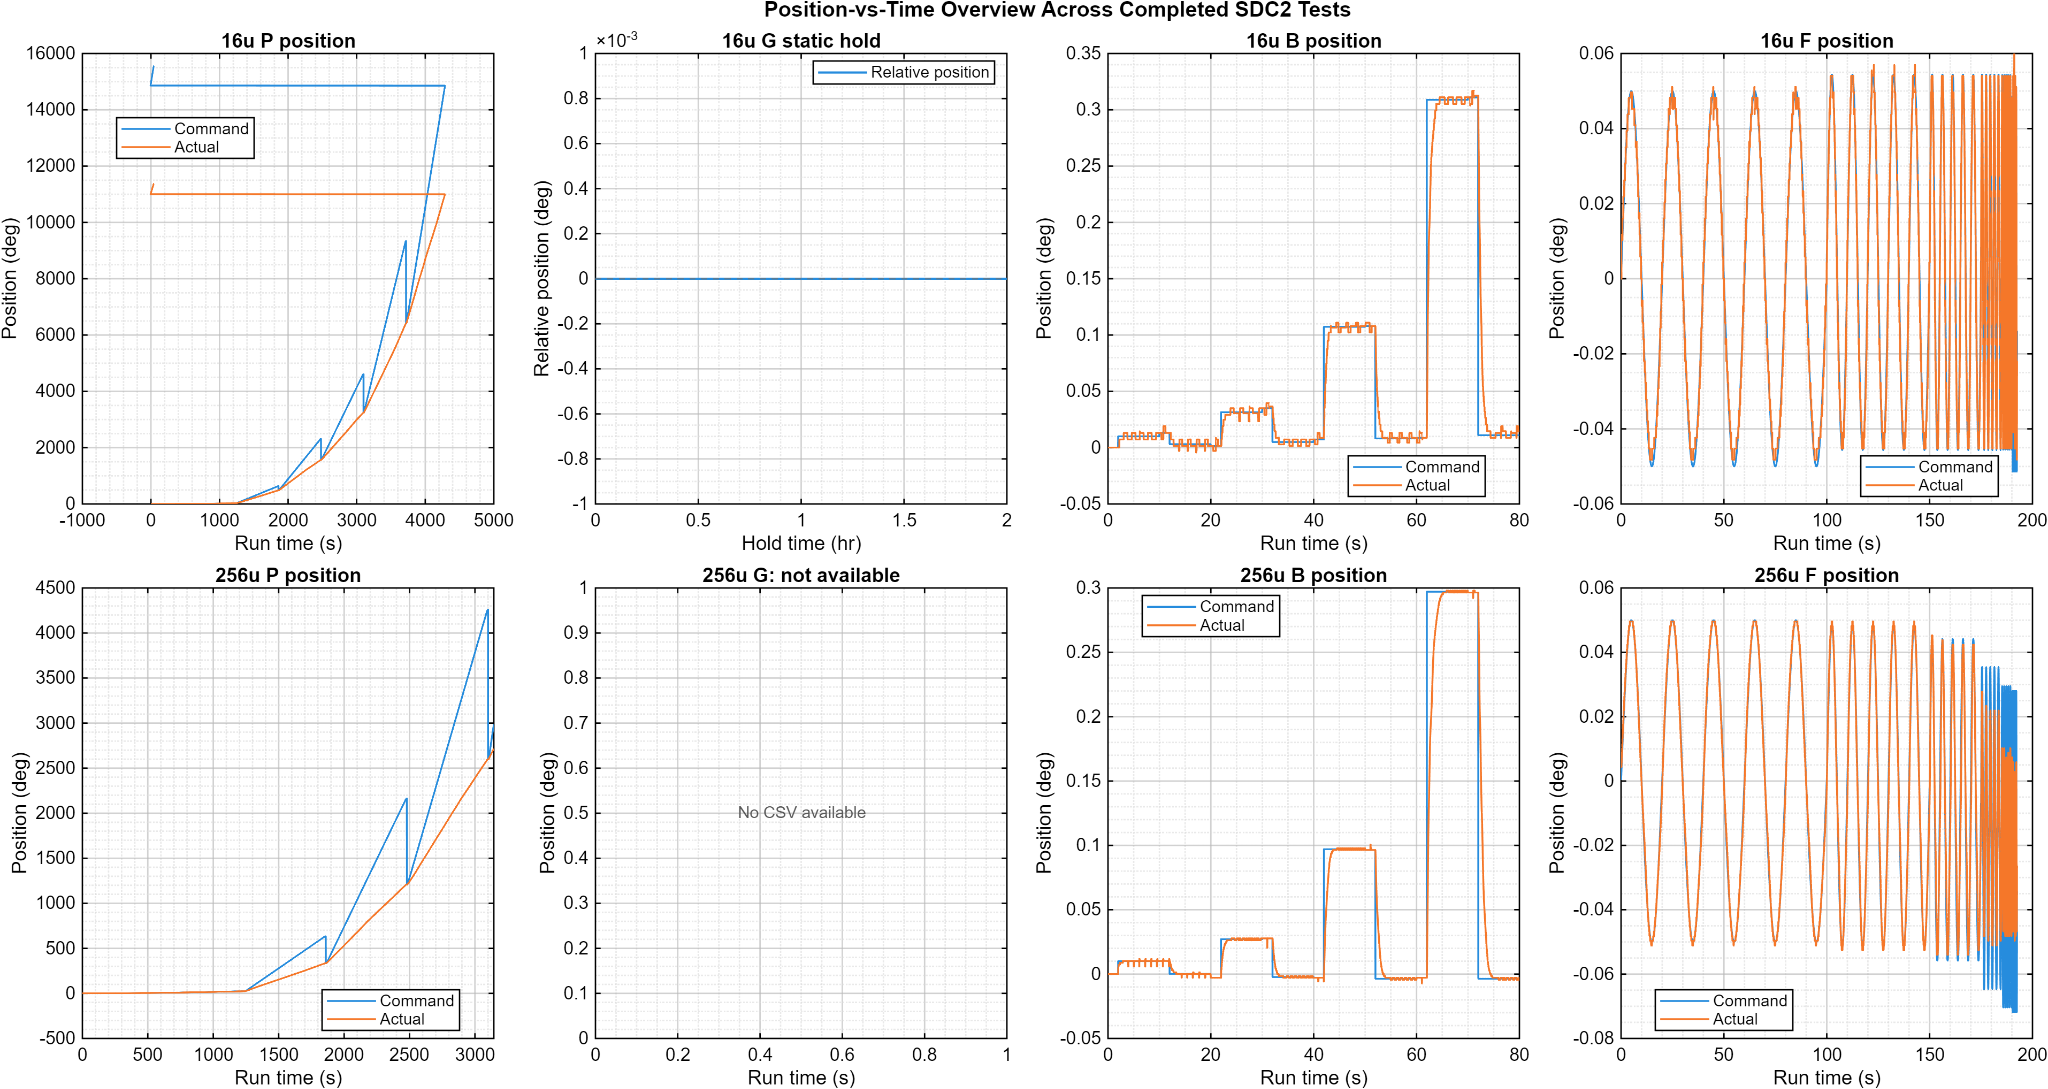 Position-vs-Time Overview Across Completed SDC2 Tests
16u P position
16000
14000
12000
10000
8000
6000
4000
2000
0
-1000 0 1000 2000 3000 4000 5000
Position (deg)
Run time (s)
Command
Actual
16u G static hold
×10-3
1
0.8
0.6
0.4
0.2
0
-0.2
-0.4
-0.6
-0.8
-1
0 0.5 1 1.5 2
Relative position (deg)
Hold time (hr)
Relative position
16u B position
0.35
0.3
0.25
0.2
0.15
0.1
0.05
0
-0.05
0 20 40 60 80
Position (deg)
Run time (s)
Command
Actual
16u F position
0.06
0.04
0.02
0
-0.02
-0.04
-0.06
0 50 100 150 200
Position (deg)
Run time (s)
Command
Actual
256u P position
4500
4000
3500
3000
2500
2000
1500
1000
500
0
-500
0 500 1000 1500 2000 2500 3000
Position (deg)
Run time (s)
Command
Actual
256u G: not available
1
0.9
0.8
0.7
0.6
0.5
0.4
0.3
0.2
0.1
0
0 0.2 0.4 0.6 0.8 1
Position (deg)
Run time (s)
No CSV available
256u B position
0.3
0.25
0.2
0.15
0.1
0.05
0
-0.05
0 20 40 60 80
Position (deg)
Run time (s)
Command
Actual
256u F position
0.06
0.04
0.02
0
-0.02
-0.04
-0.06
-0.08
0 50 100 150 200
Position (deg)
Run time (s)
Command
Actual